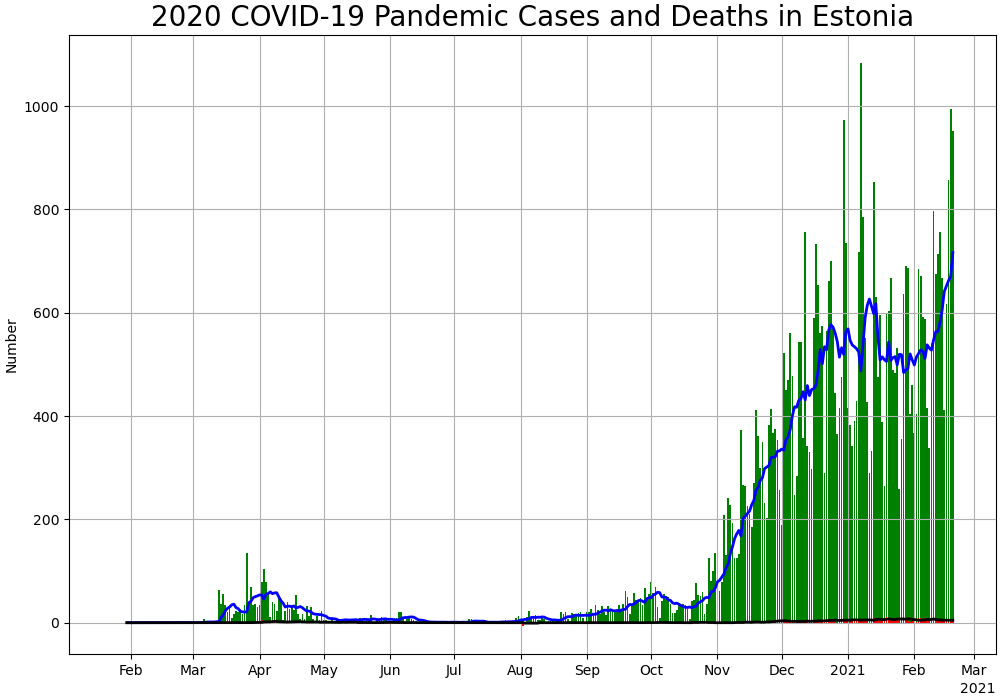 2020 COVID-19 Pandemic Cases and Deaths in Estonia
Number
1000
800
600
400
200
0
Feb Mar Apr May Jun Jul Aug Sep Oct Nov Dec 2021 Feb Mar
2021